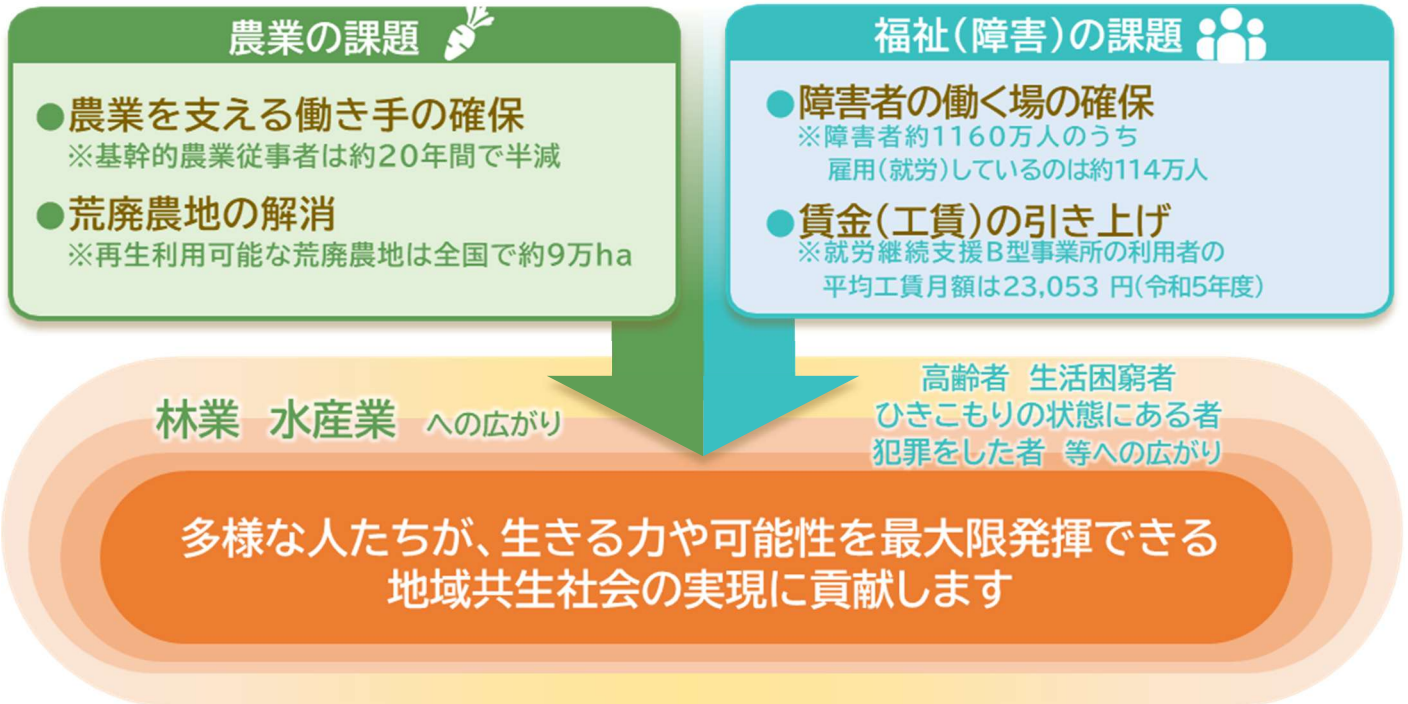 農業の課題
●農業を支える働き手の確保
※基幹的農業従事者は約20年間で半減
●荒廃農地の解消
※再生利用可能な荒廃農地は全国で約9万ha
福祉(障害)の課題
●障害者の働く場の確保
※障害者約1160万人のうち
雇用(就労)しているのは約114万人
●賃金(工賃)の引き上げ
※就労継続支援B型事業所の利用者の
平均工賃月額は23,053 円(令和5年度)
林業 水産業 への広がり
高齢者 生活困窮者
ひきこもりの状態にある者
犯罪をした者 等への広がり
多様な人たちが、生きる力や可能性を最大限発揮できる
地域共生社会の実現に貢献します